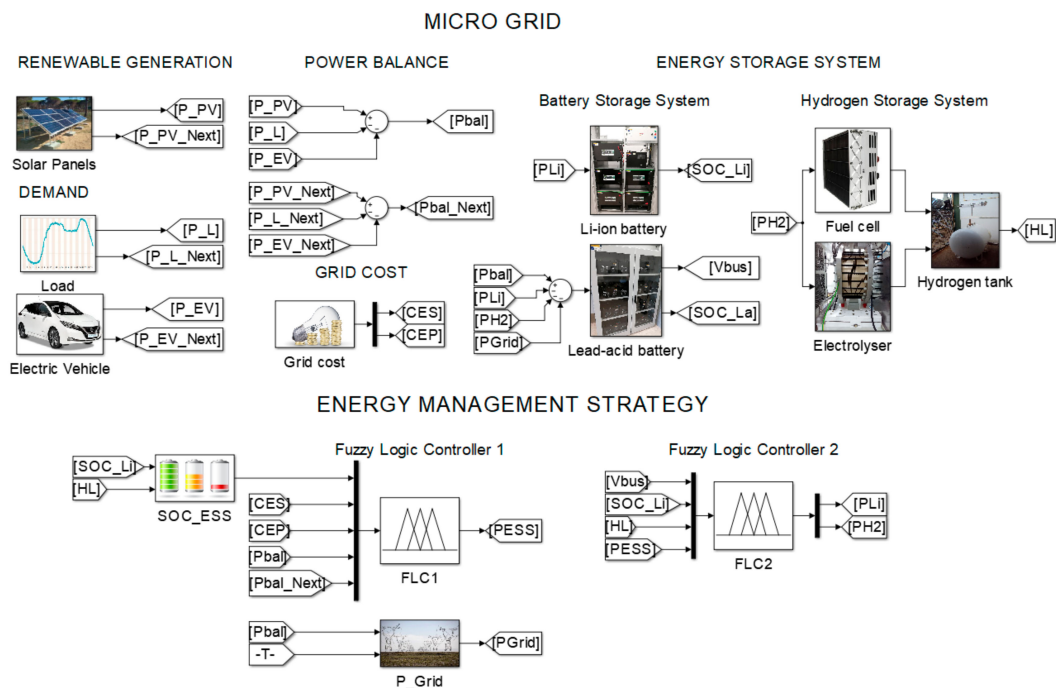 MICRO GRID
RENEWABLE GENERATION
POWER BALANCE
ENERGY STORAGE SYSTEM
[P_PV]
[P_PV_Next]
Solar Panels
DEMAND
[P_L]
[P_L_Next]
Load
[P_EV]
[P_EV_Next]
Electric Vehicle
[P_PV]
[P_L]
[P_EV]
[Pbal]
[P_PV_Next]
[P_L_Next]
[P_EV_Next]
[Pbal_Next]
GRID COST
[CES]
[CEP]
Grid cost
Battery Storage System
[PLi]
[SOC_Li]
Li-ion battery
[Pbal]
[PLi]
[PH2]
[PGrid]
[Vbus]
[SOC_La]
Lead-acid battery
Hydrogen Storage System
[PH2]
Fuel cell
Electrolyser
[HL]
Hydrogen tank
ENERGY MANAGEMENT STRATEGY
[SOC_Li]
[HL]
SOC_ESS
Fuzzy Logic Controller 1
[CES]
[CEP]
[Pbal]
[Pbal_Next]
FLC1
[PESS]
[Pbal]
-T-
P_Grid
[PGrid]
Fuzzy Logic Controller 2
[Vbus]
[SOC_Li]
[HL]
[PESS]
FLC2
[PLi]
[PH2]